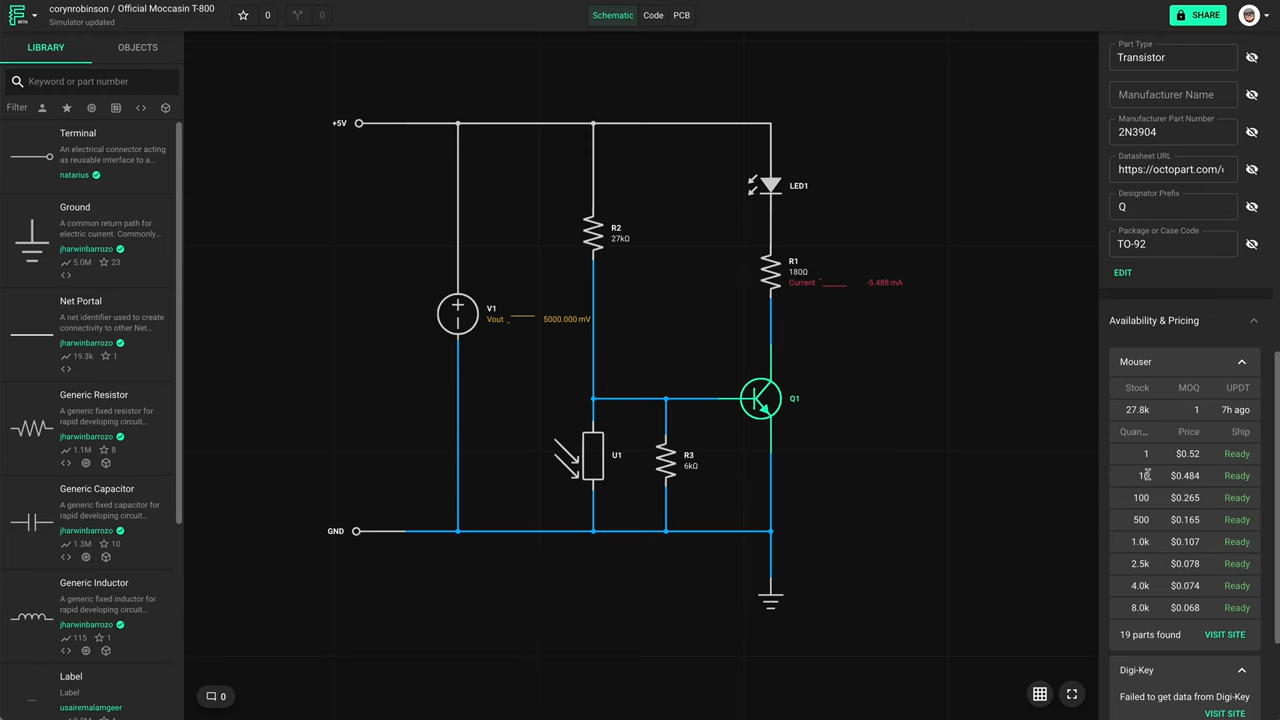 BETA
corynrobinson / Official Moccasin T-800
Simulator updated
0
0
Schematic
Code
PCB
SHARE
LIBRARY
OBJECTS
Keyword or part number
Filter
Terminal
An electrical connector acting
as reusable interface to a...
natarius
Ground
A common return path for
electric current. Commonly...
jharwinbarrozo
5.0M
23
Net Portal
A net identifier used to create
connectivity to other Net...
jharwinbarrozo
19.3k
1
Generic Resistor
A generic fixed resistor for
rapid developing circuit...
jharwinbarrozo
1.1M
8
Generic Capacitor
A generic fixed capacitor for
rapid developing circuit...
jharwinbarrozo
1.3M
10
Generic Inductor
A generic fixed inductor for
rapid developing circuit...
jharwinbarrozo
115
1
Label
Label
usairemalamgeer
+5V
LED1
R2
27kΩ
R1
180Ω
Current
-5.488 mA
V1
Vout
5000.000 mV
Q1
U1
R3
6kΩ
GND
0
Part Type
Transistor
Manufacturer Name
Manufacturer Part Number
2N3904
Datasheet URL
https://octopart.com/
Designator Prefix
Q
Package or Case Code
TO-92
EDIT
Availability & Pricing
Mouser
Stock MOQ UPDT
27.8k 1 7h ago
Quan... Price Ship
1 $0.52 Ready
$0.484 Ready
100 $0.265 Ready
500 $0.165 Ready
1.0k $0.107 Ready
2.5k $0.078 Ready
4.0k $0.074 Ready
8.0k $0.068 Ready
19 parts found VISIT SITE
Digi-Key
Failed to get data from Digi-Key
VISIT SITE